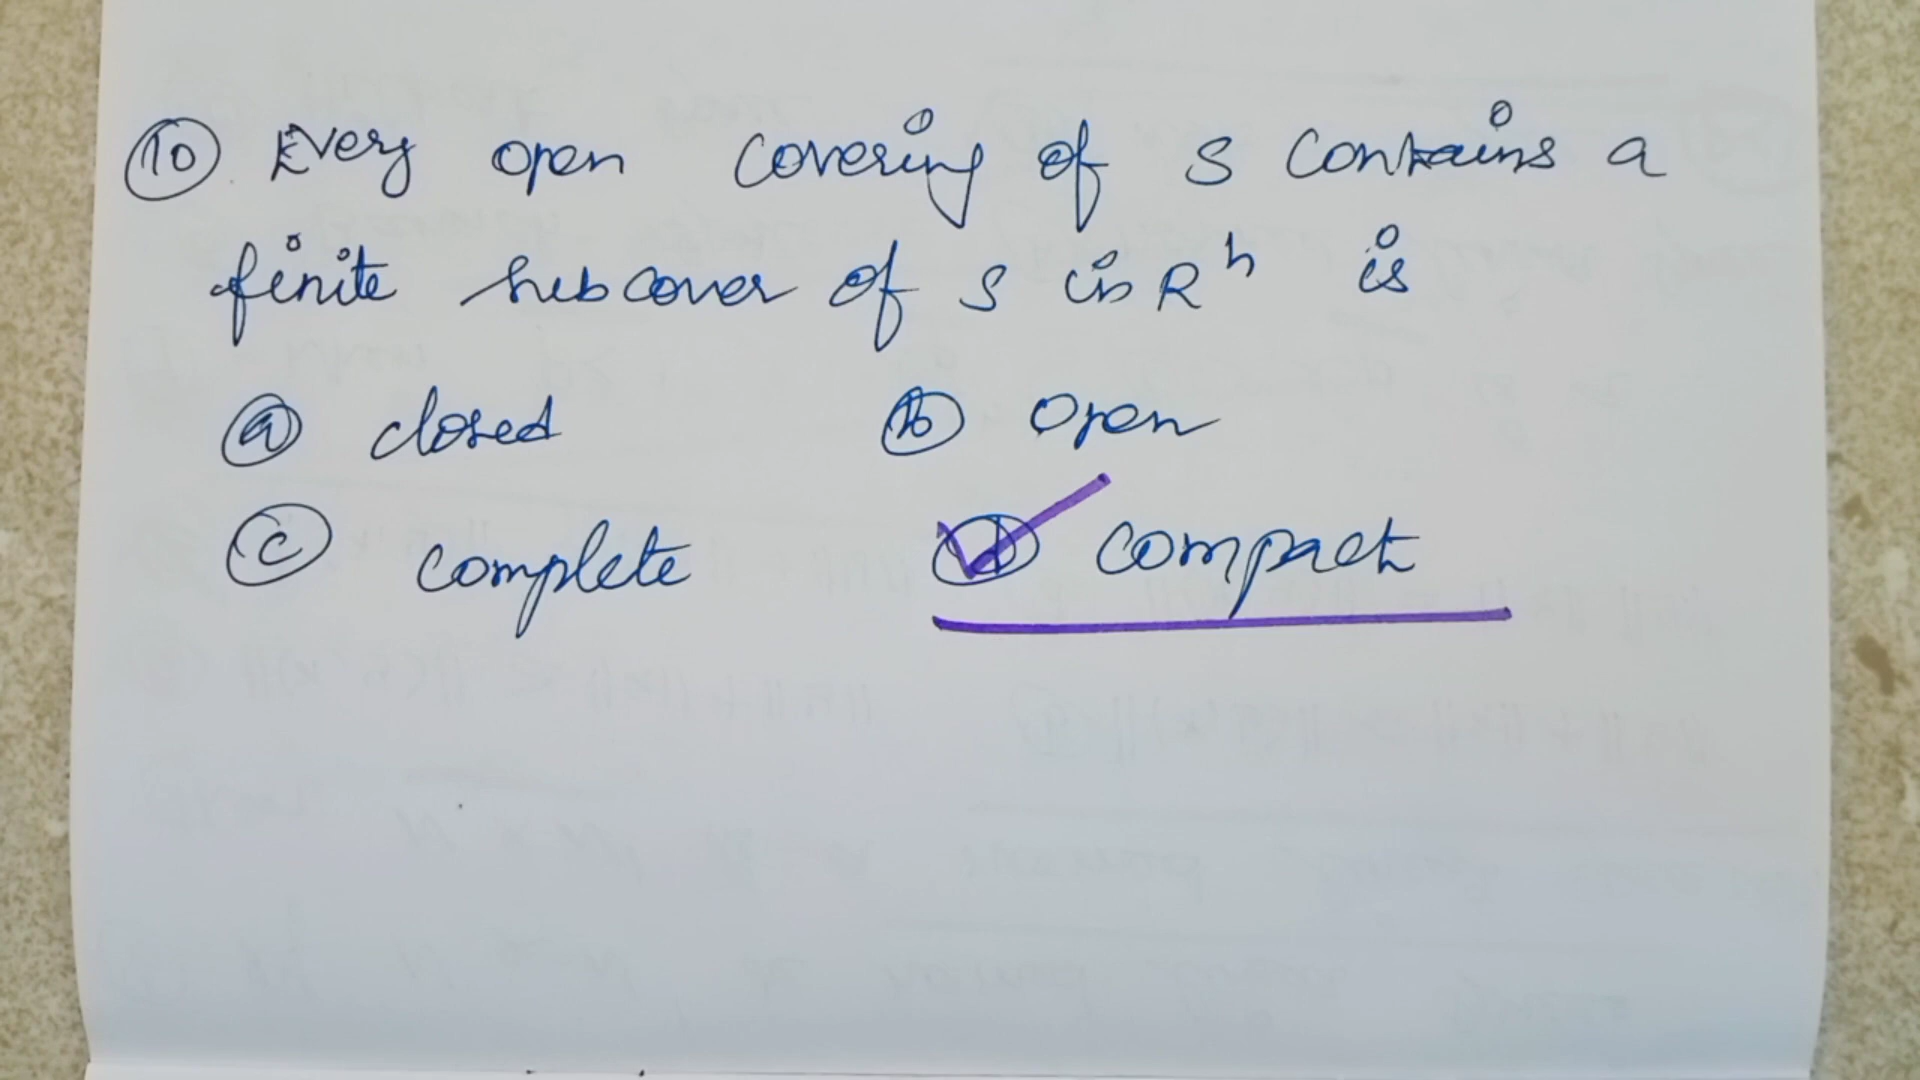 10 Every open covering of S contains a
finite subcover of S in R^n is
a closed b open
c complete d compact